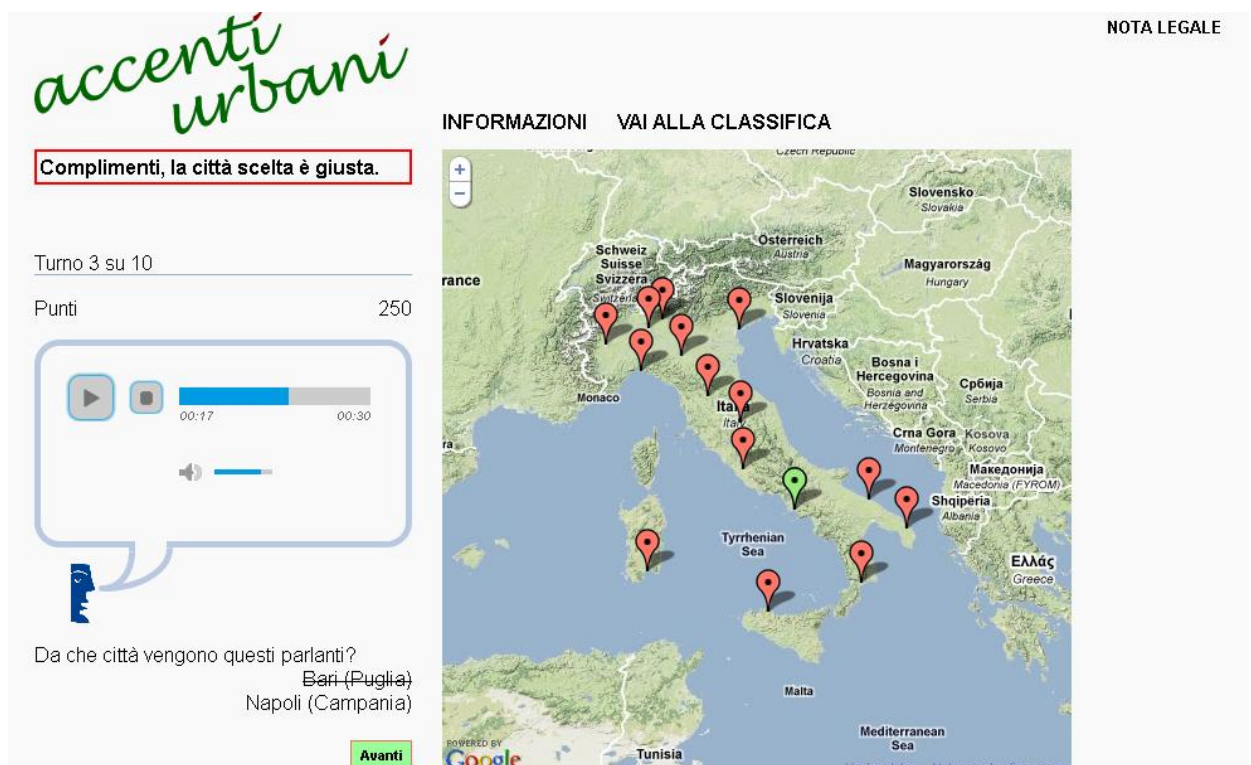 accenti
urbani
NOTA LEGALE
INFORMAZIONI VAI ALLA CLASSIFICA
Complimenti, la città scelta è giusta.
Turno 3 su 10
Punti 250
00:17 00:30
Da che città vengono questi parlanti?
Bari (Puglia)
Napoli (Campania)
Avanti
+
−
Czech Republic
Slovensko
Slovakia
Österreich
Austria
Schweiz
Suisse
Svizzera
Magyarország
Hungary
rance
Slovenija
Slovenia
Hrvatska
Croatia
Bosna i
Hercegovina
Bosnia and
Herzegovina
Србија
Serbia
Monaco
Crna Gora
Montenegro
Kosova
Kosovo
Македонија
Macedonia (FYROM)
Shqipëria
Albania
Tyrrhenian
Sea
Ελλάς
Greece
Malta
Mediterranean
Sea
Tunisia
POWERED BY
Google